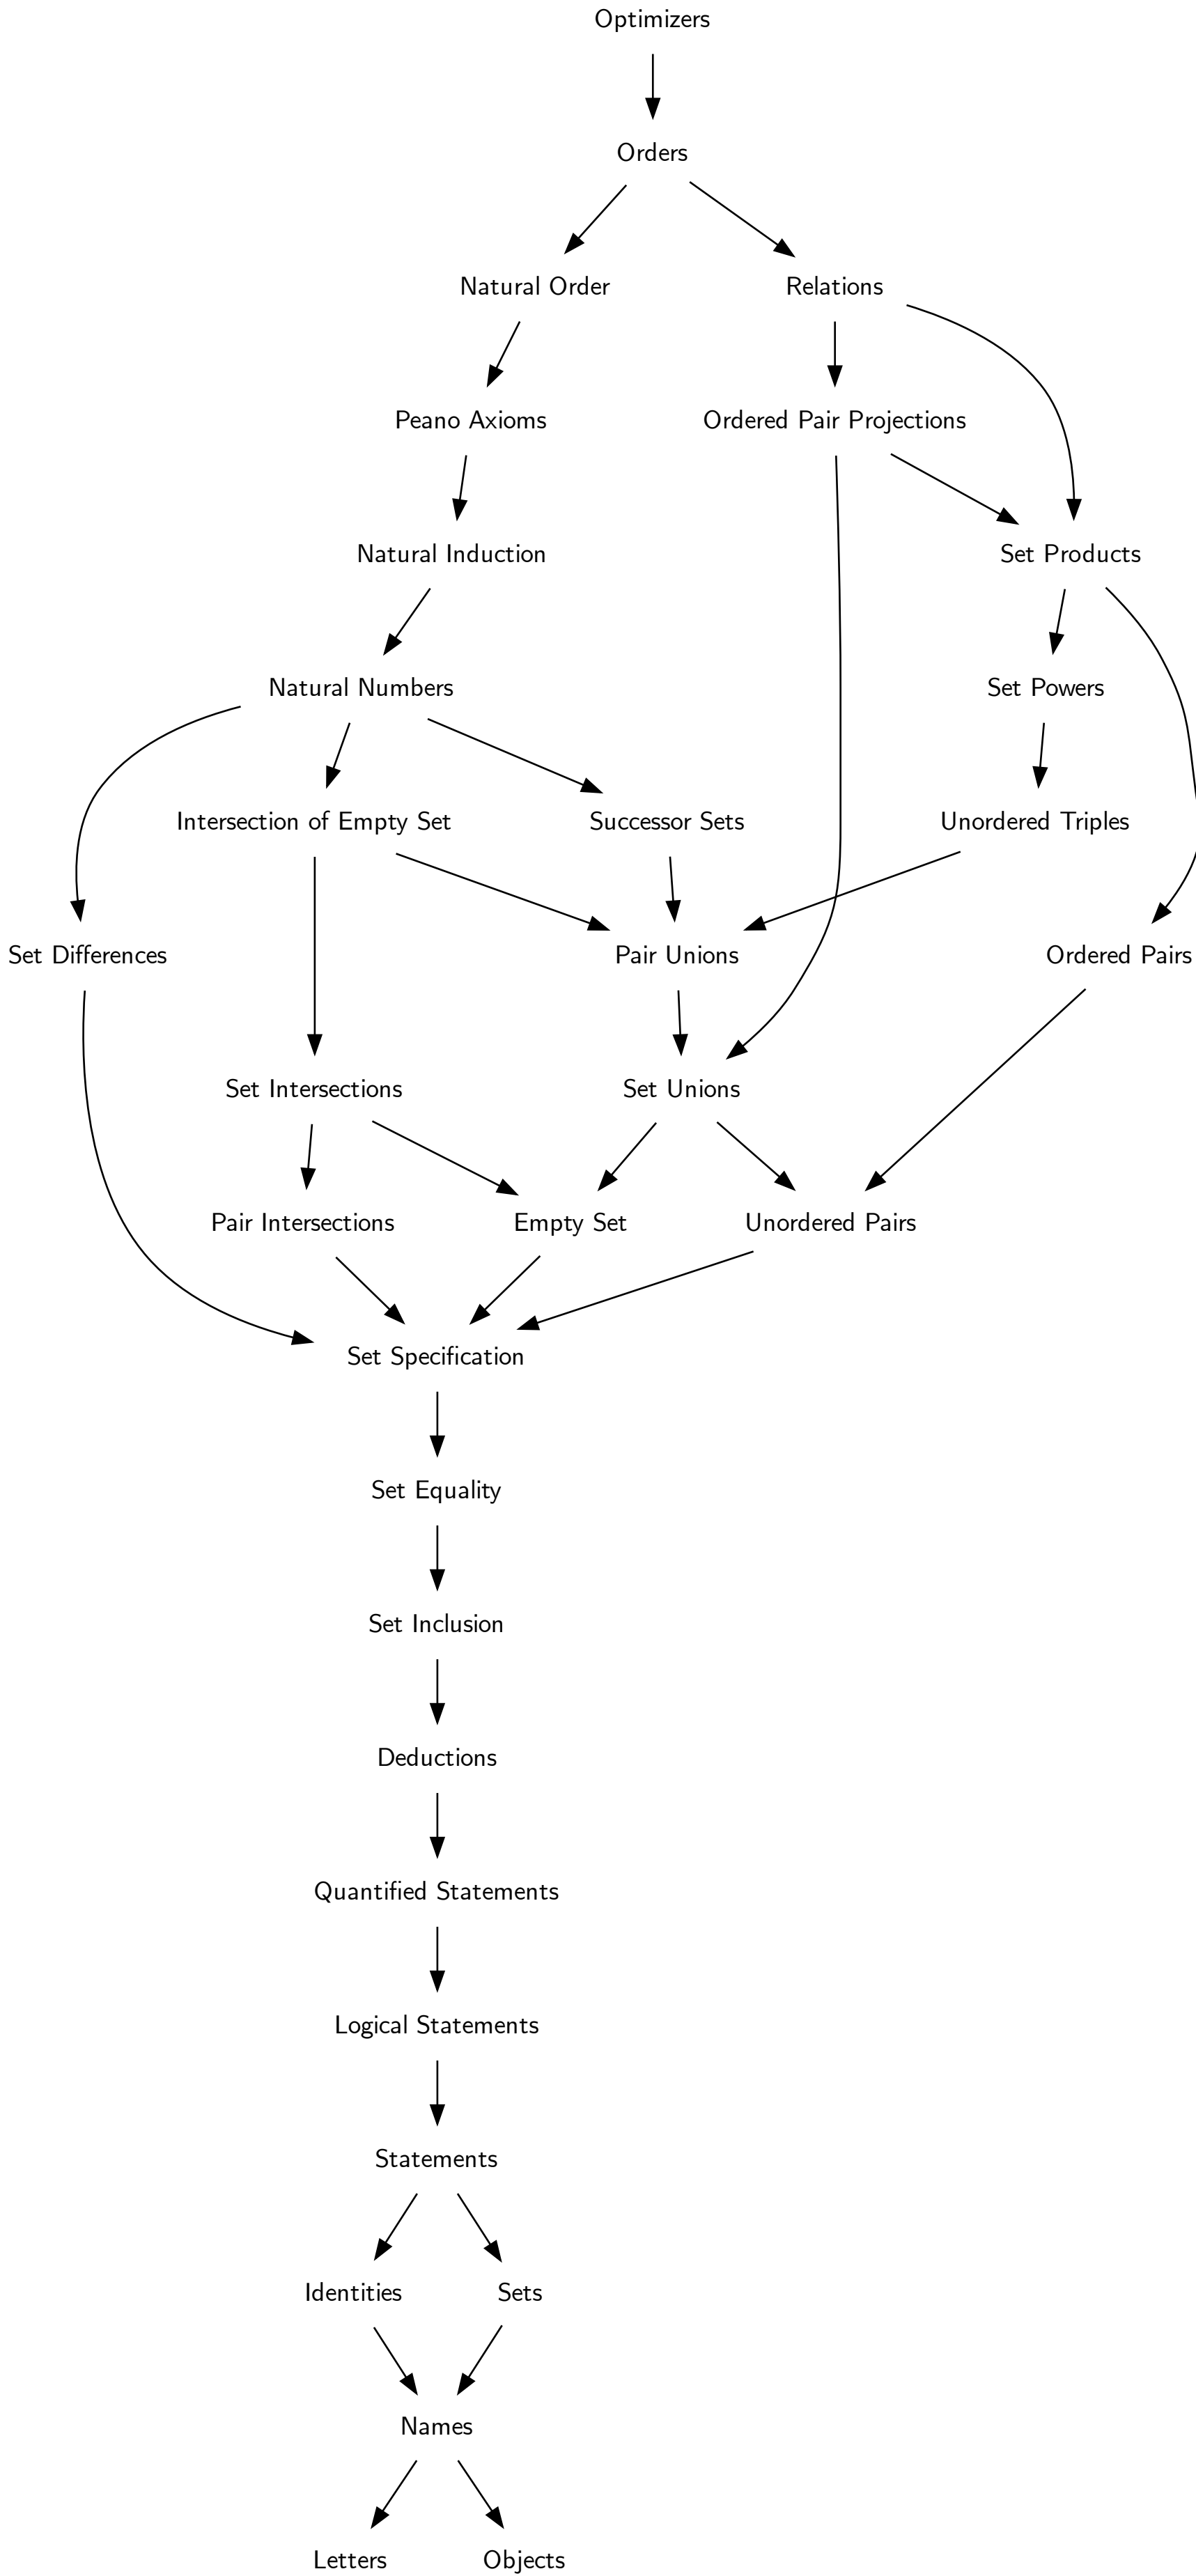 Optimizers
Orders
Natural Order
Relations
Peano Axioms
Ordered Pair Projections
Natural Induction
Set Products
Natural Numbers
Set Powers
Intersection of Empty Set
Successor Sets
Unordered Triples
Set Differences
Pair Unions
Ordered Pairs
Set Intersections
Set Unions
Pair Intersections
Empty Set
Unordered Pairs
Set Specification
Set Equality
Set Inclusion
Deductions
Quantified Statements
Logical Statements
Statements
Identities
Sets
Names
Letters
Objects